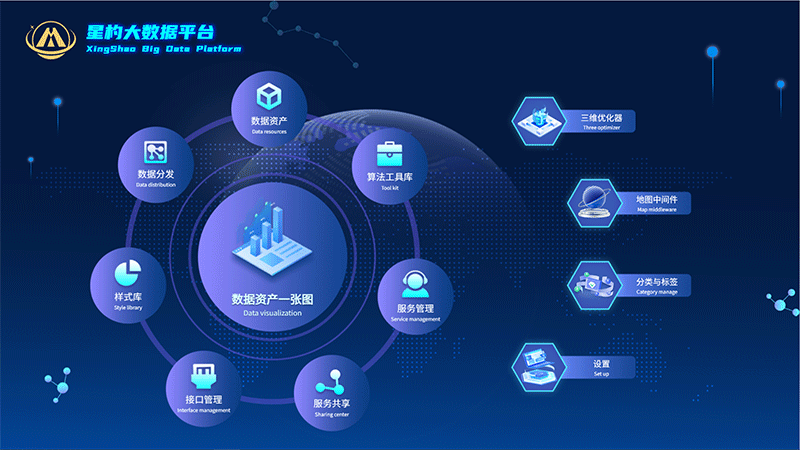 星杓大数据平台
XingShao Big Data Platform
数据资产
Data resources
数据分发
Data distribution
算法工具库
Tool kit
样式库
Style library
数据资产一张图
Data visualization
服务管理
Service management
接口管理
Interface management
服务共享
Sharing center
三维优化器
Three optimizer
地图中间件
Map middleware
分类与标签
Category manage
设置
Set up